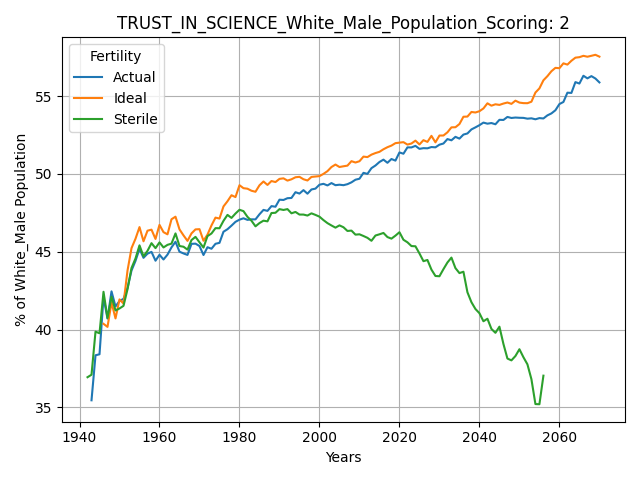 TRUST_IN_SCIENCE_White_Male_Population_Scoring: 2
Fertility
Actual
Ideal
Sterile
% of White_Male Population
55
50
45
40
35
1940 1960 1980 2000 2020 2040 2060
Years